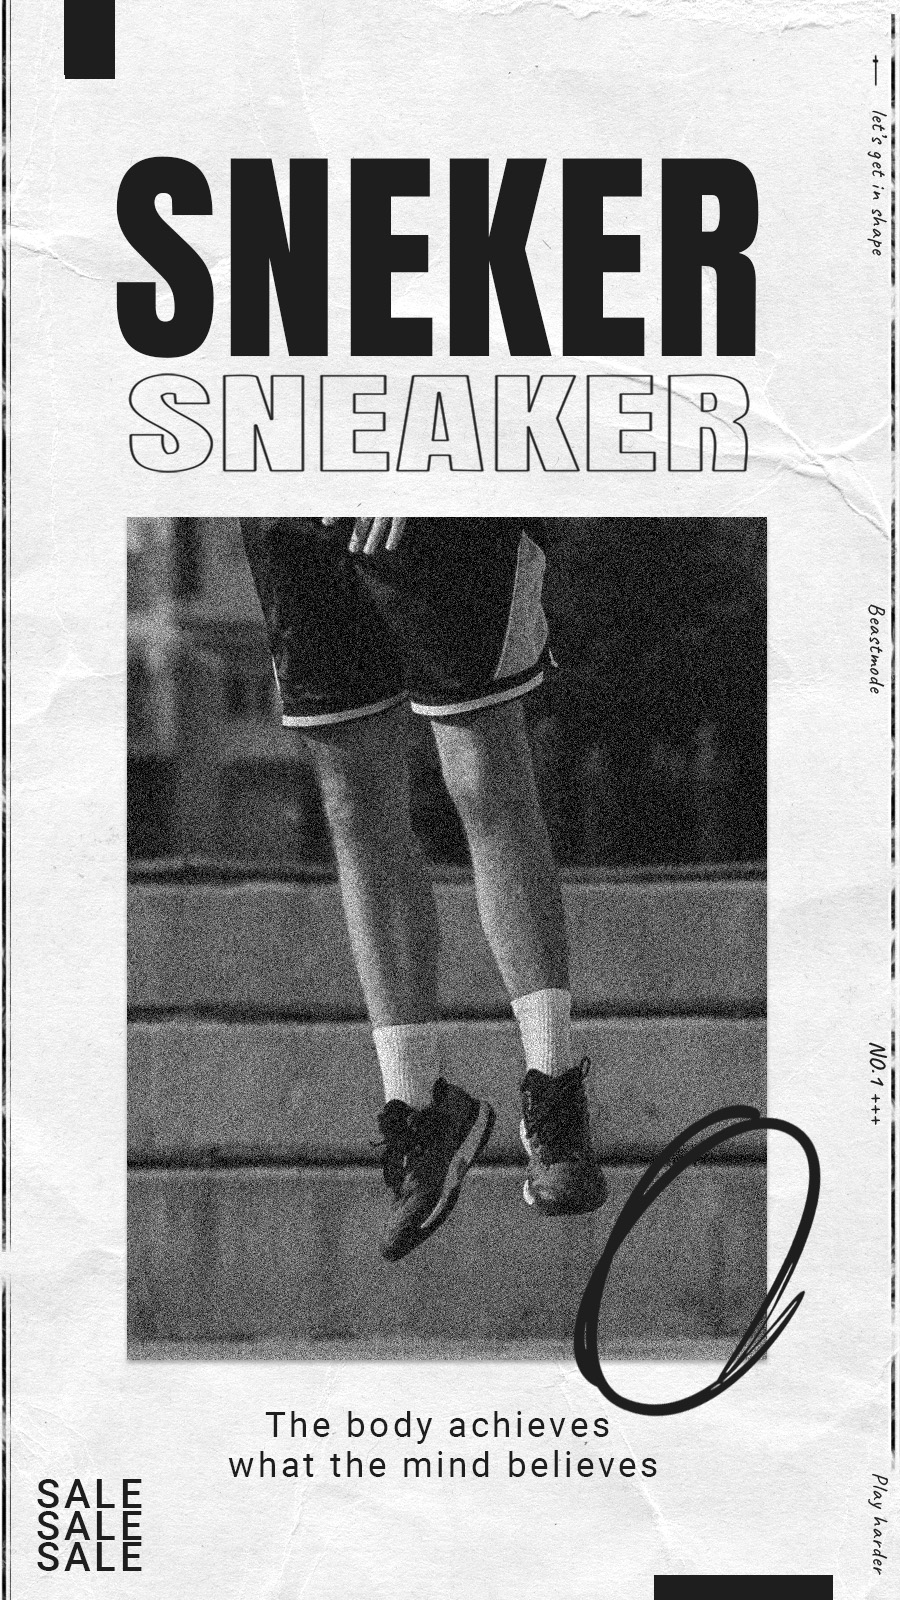 SNEKER
SNEAKER
let's get in shape
Beastmode
NO.1 +++
The body achieves
what the mind believes
SALE
SALE
SALE
Play harder